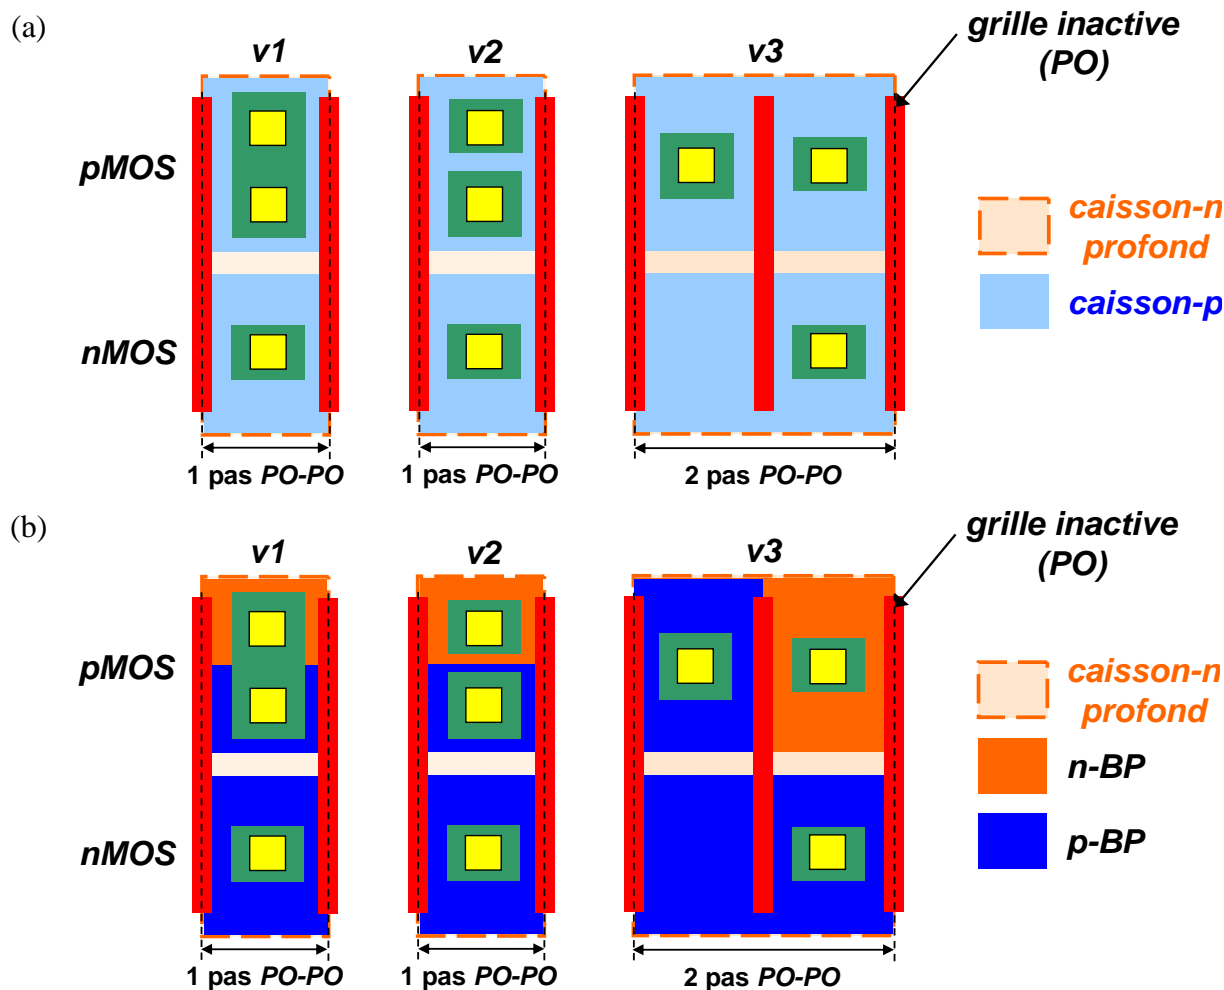 (a)
v1
v2
v3
grille inactive
(PO)
pMOS
nMOS
caisson-n
profond
caisson-p
1 pas PO-PO
1 pas PO-PO
2 pas PO-PO
(b)
v1
v2
v3
grille inactive
(PO)
pMOS
nMOS
caisson-n
profond
n-BP
p-BP
1 pas PO-PO
1 pas PO-PO
2 pas PO-PO